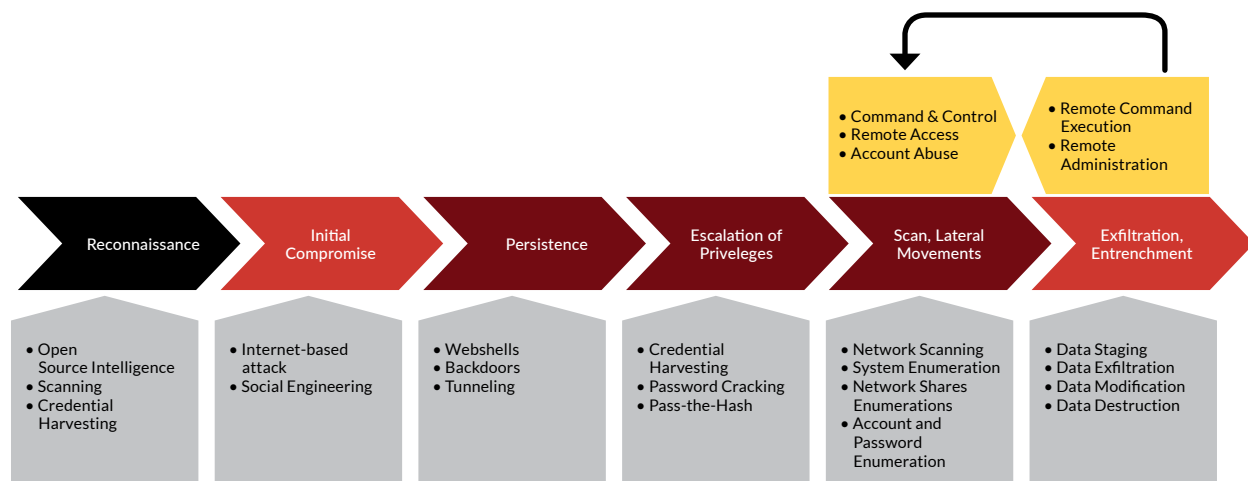 • Command & Control
• Remote Access
• Account Abuse
• Remote Command
Execution
• Remote
Administration
Reconnaissance
Initial
Compromise
Persistence
Escalation of
Priveleges
Scan, Lateral
Movements
Exfiltration,
Entrenchment
• Open
Source Intelligence
• Scanning
• Credential
Harvesting
• Internet-based
attack
• Social Engineering
• Webshells
• Backdoors
• Tunneling
• Credential
Harvesting
• Password Cracking
• Pass-the-Hash
• Network Scanning
• System Enumeration
• Network Shares
Enumerations
• Account and
Password
Enumeration
• Data Staging
• Data Exfiltration
• Data Modification
• Data Destruction